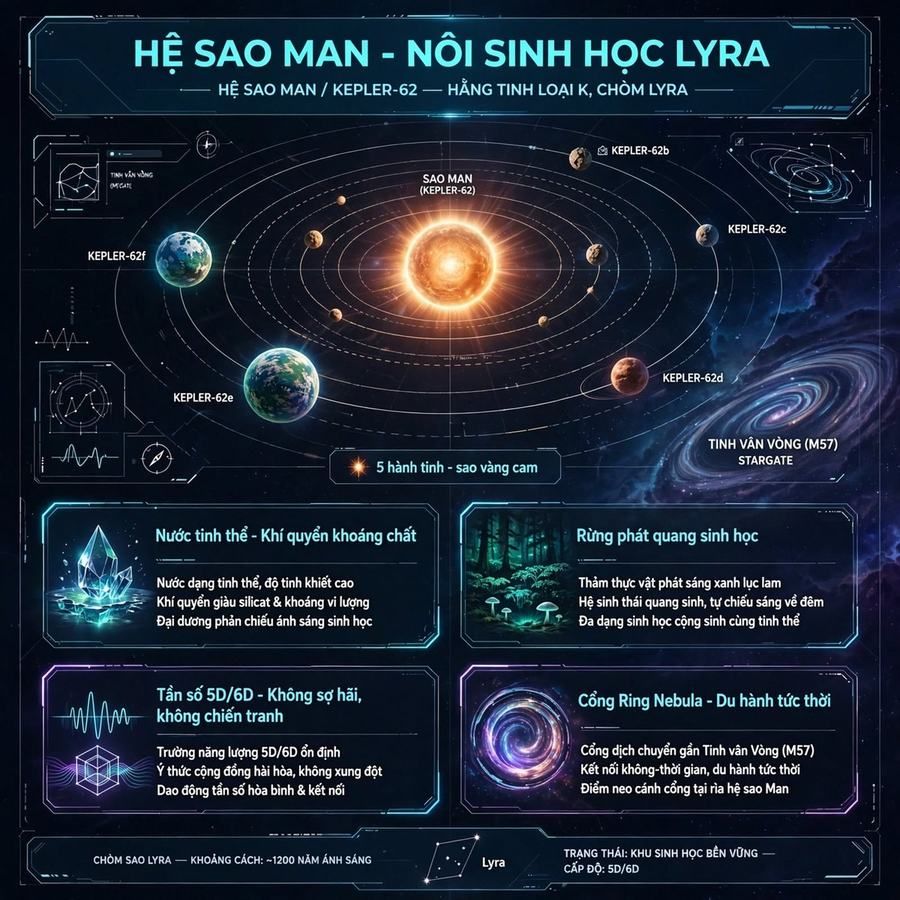 HỆ SAO MAN - NÔI SINH HỌC LYRA
HỆ SAO MAN / KEPLER-62 — HẰNG TINH LOẠI K, CHÒM LYRA
TINH VÂN VÒNG
KEPLER-62b
SAO MAN
(KEPLER-62)
KEPLER-62c
KEPLER-62f
KEPLER-62d
KEPLER-62e
TINH VÂN VÒNG (M57)
STARGATE
5 hành tinh - sao vàng cam
Nước tinh thể - Khí quyển khoáng chất
Nước dạng tinh thể, độ tinh khiết cao
Khí quyển giàu silicat & khoáng vi lượng
Đại dương phản chiếu ánh sáng sinh học
Rừng phát quang sinh học
Thảm thực vật phát sáng xanh lục lam
Hệ sinh thái quang sinh, tự chiếu sáng về đêm
Đa dạng sinh học cộng sinh cùng tinh thể
Tần số 5D/6D - Không sợ hãi,
không chiến tranh
Trường năng lượng 5D/6D ổn định
Ý thức cộng đồng hài hòa, không xung đột
Dao động tần số hòa bình & kết nối
Cổng Ring Nebula - Du hành tức thời
Cổng dịch chuyển gần Tinh vân Vòng (M57)
Kết nối không-thời gian, du hành tức thời
Điểm neo cánh cổng tại rìa hệ sao Man
CHÒM SAO LYRA — KHOẢNG CÁCH: ~1200 NĂM ÁNH SÁNG
Lyra
TRẠNG THÁI: KHU SINH HỌC BỀN VỮNG —
CẤP ĐỘ: 5D/6D